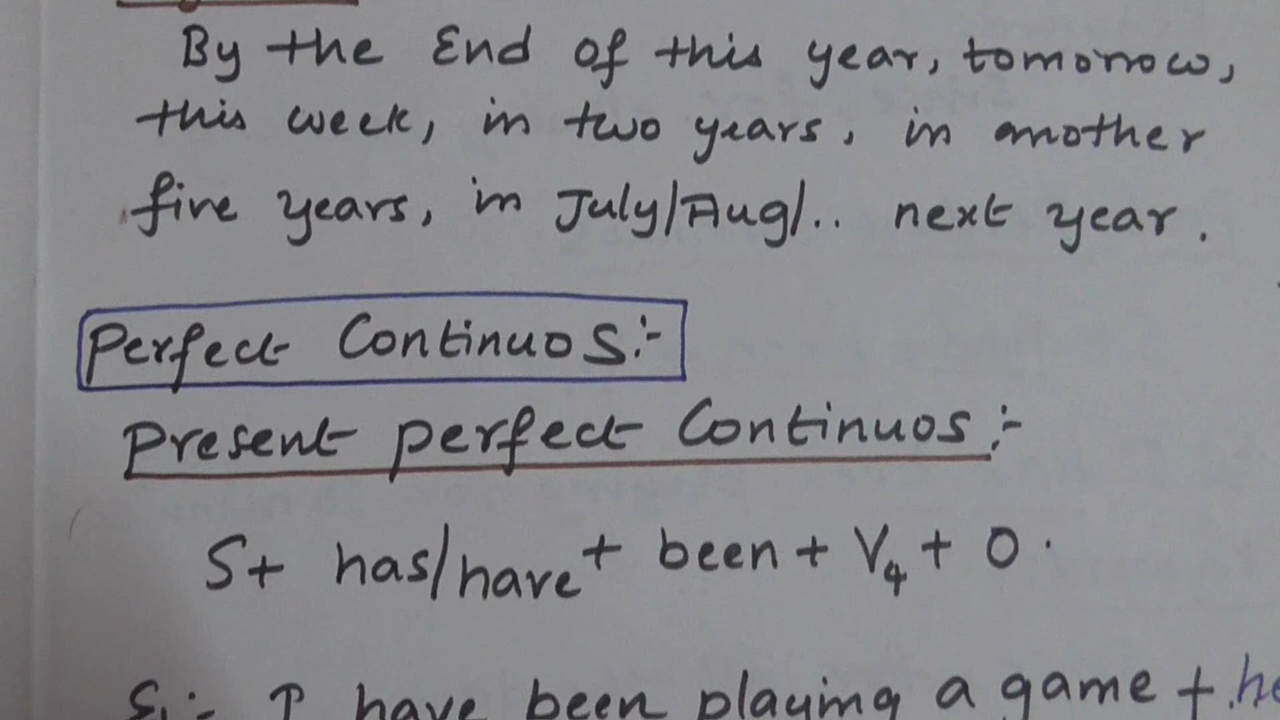 By the End of this year, tomorrow,
this week, in two years, in another
five years, in July/Aug/.. next year.
Perfect Continuos:-
Present perfect Continuos:-
S+ has/have + been + V4 + O.
S:- I have been playing a game +